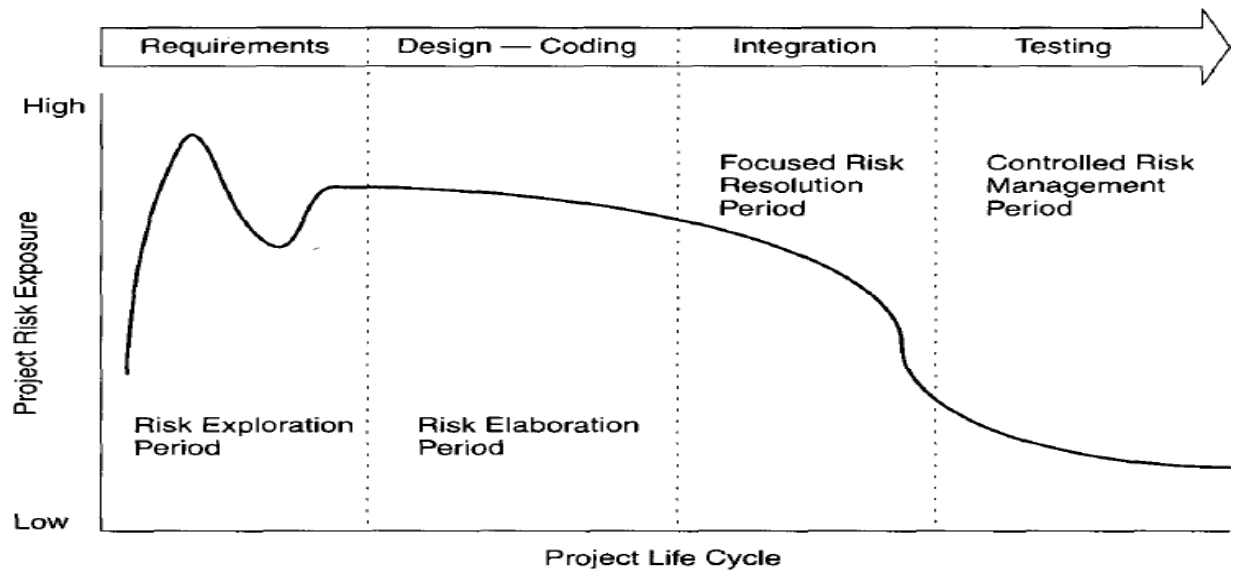 Requirements
Design — Coding
Integration
Testing
High
Focused Risk
Resolution
Period
Controlled Risk
Management
Period
Project Risk Exposure
Risk Exploration
Period
Risk Elaboration
Period
Low
Project Life Cycle